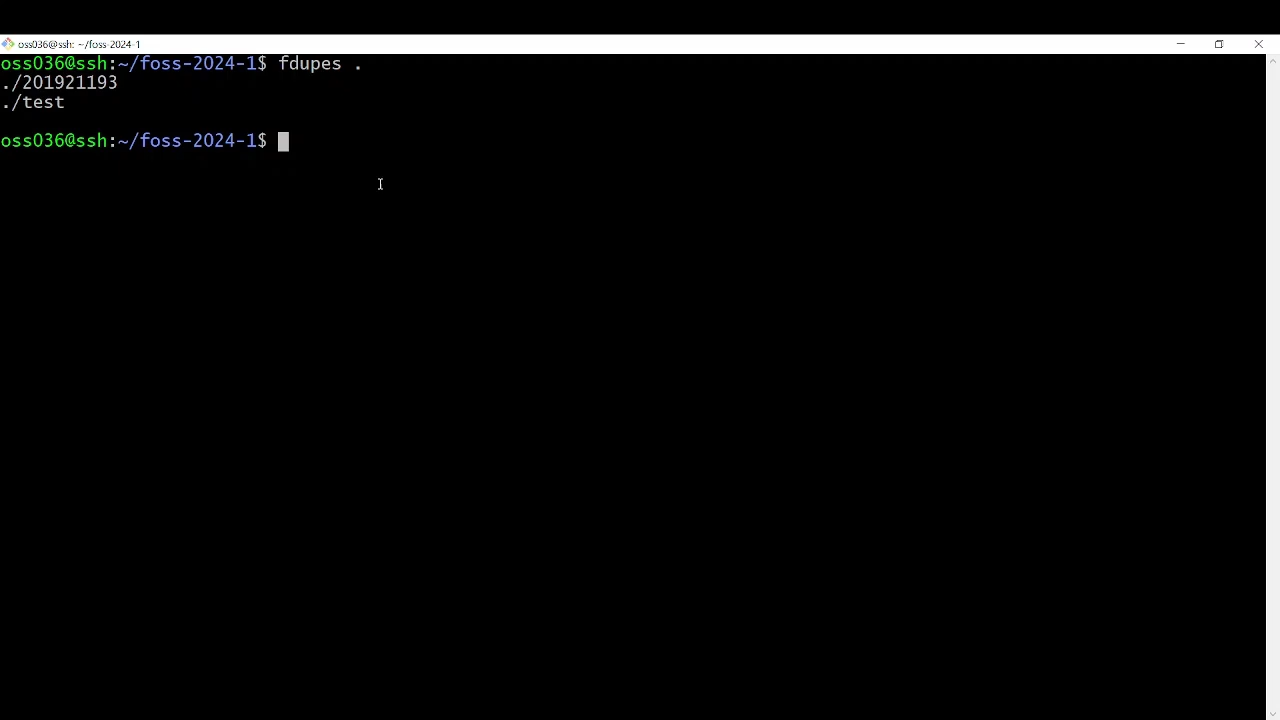 oss036@ssh: ~/foss-2024-1
oss036@ssh:~/foss-2024-1$ fdupes .
./201921193
./test
oss036@ssh:~/foss-2024-1$